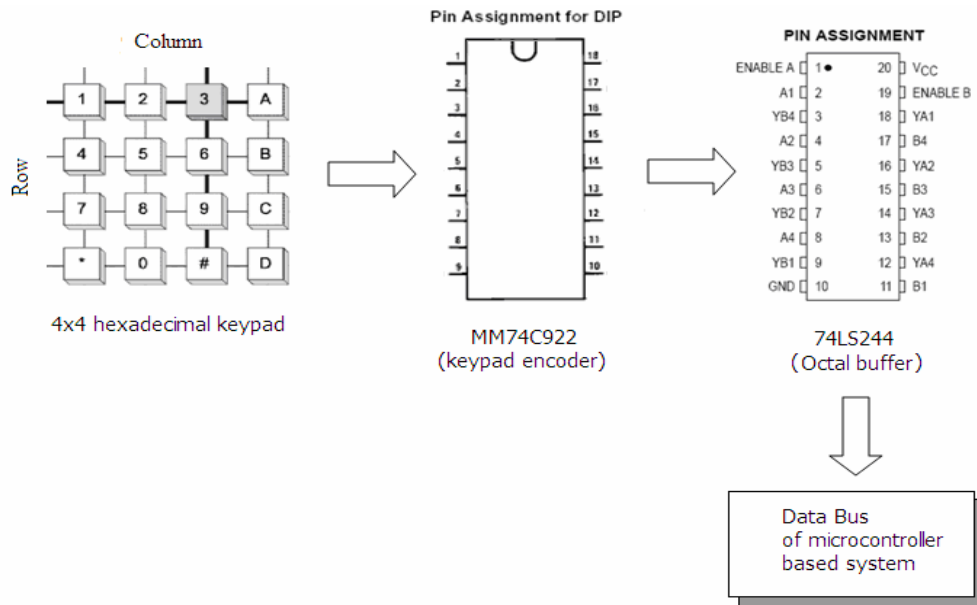 Column
Row
1 2 3 A
4 5 6 B
7 8 9 C
* 0 # D
4x4 hexadecimal keypad
Pin Assignment for DIP
1 18
2 17
3 16
4 15
5 14
6 13
7 12
8 11
9 10
MM74C922
(keypad encoder)
PIN ASSIGNMENT
ENABLE A 1 20 VCC
A1 2 19 ENABLE B
YB4 3 18 YA1
A2 4 17 B4
YB3 5 16 YA2
A3 6 15 B3
YB2 7 14 YA3
A4 8 13 B2
YB1 9 12 YA4
GND 10 11 B1
74LS244
(Octal buffer)
Data Bus
of microcontroller
based system